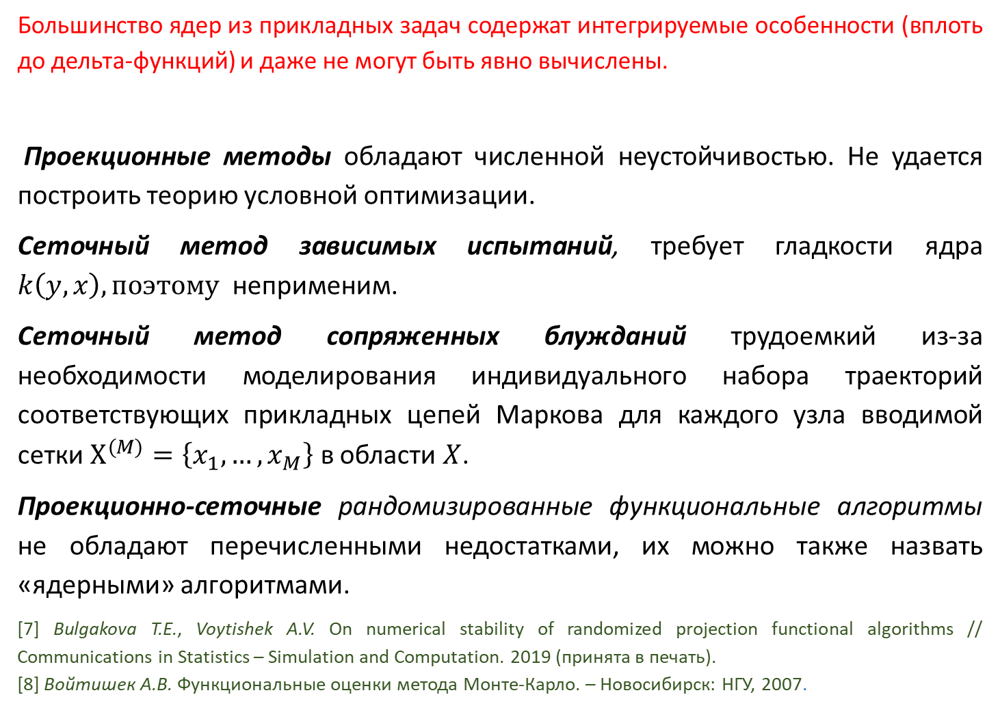 Большинство ядер из прикладных задач содержат интегрируемые особенности (вплоть
до дельта-функций) и даже не могут быть явно вычислены.
Проекционные методы обладают численной неустойчивостью. Не удается
построить теорию условной оптимизации.
Сеточный метод зависимых испытаний, требует гладкости ядра
k(y, x), поэтому неприменим.
Сеточный метод сопряженных блужданий трудоемкий из-за
необходимости моделирования индивидуального набора траекторий
соответствующих прикладных цепей Маркова для каждого узла вводимой
сетки X^(M) = {x_1, … , x_M} в области X.
Проекционно-сеточные рандомизированные функциональные алгоритмы
не обладают перечисленными недостатками, их можно также назвать
«ядерными» алгоритмами.
[7] Bulgakova T.E., Voytishek A.V. On numerical stability of randomized projection functional algorithms //
Communications in Statistics – Simulation and Computation. 2019 (принята в печать).
[8] Войтишек А.В. Функциональные оценки метода Монте-Карло. – Новосибирск: НГУ, 2007.